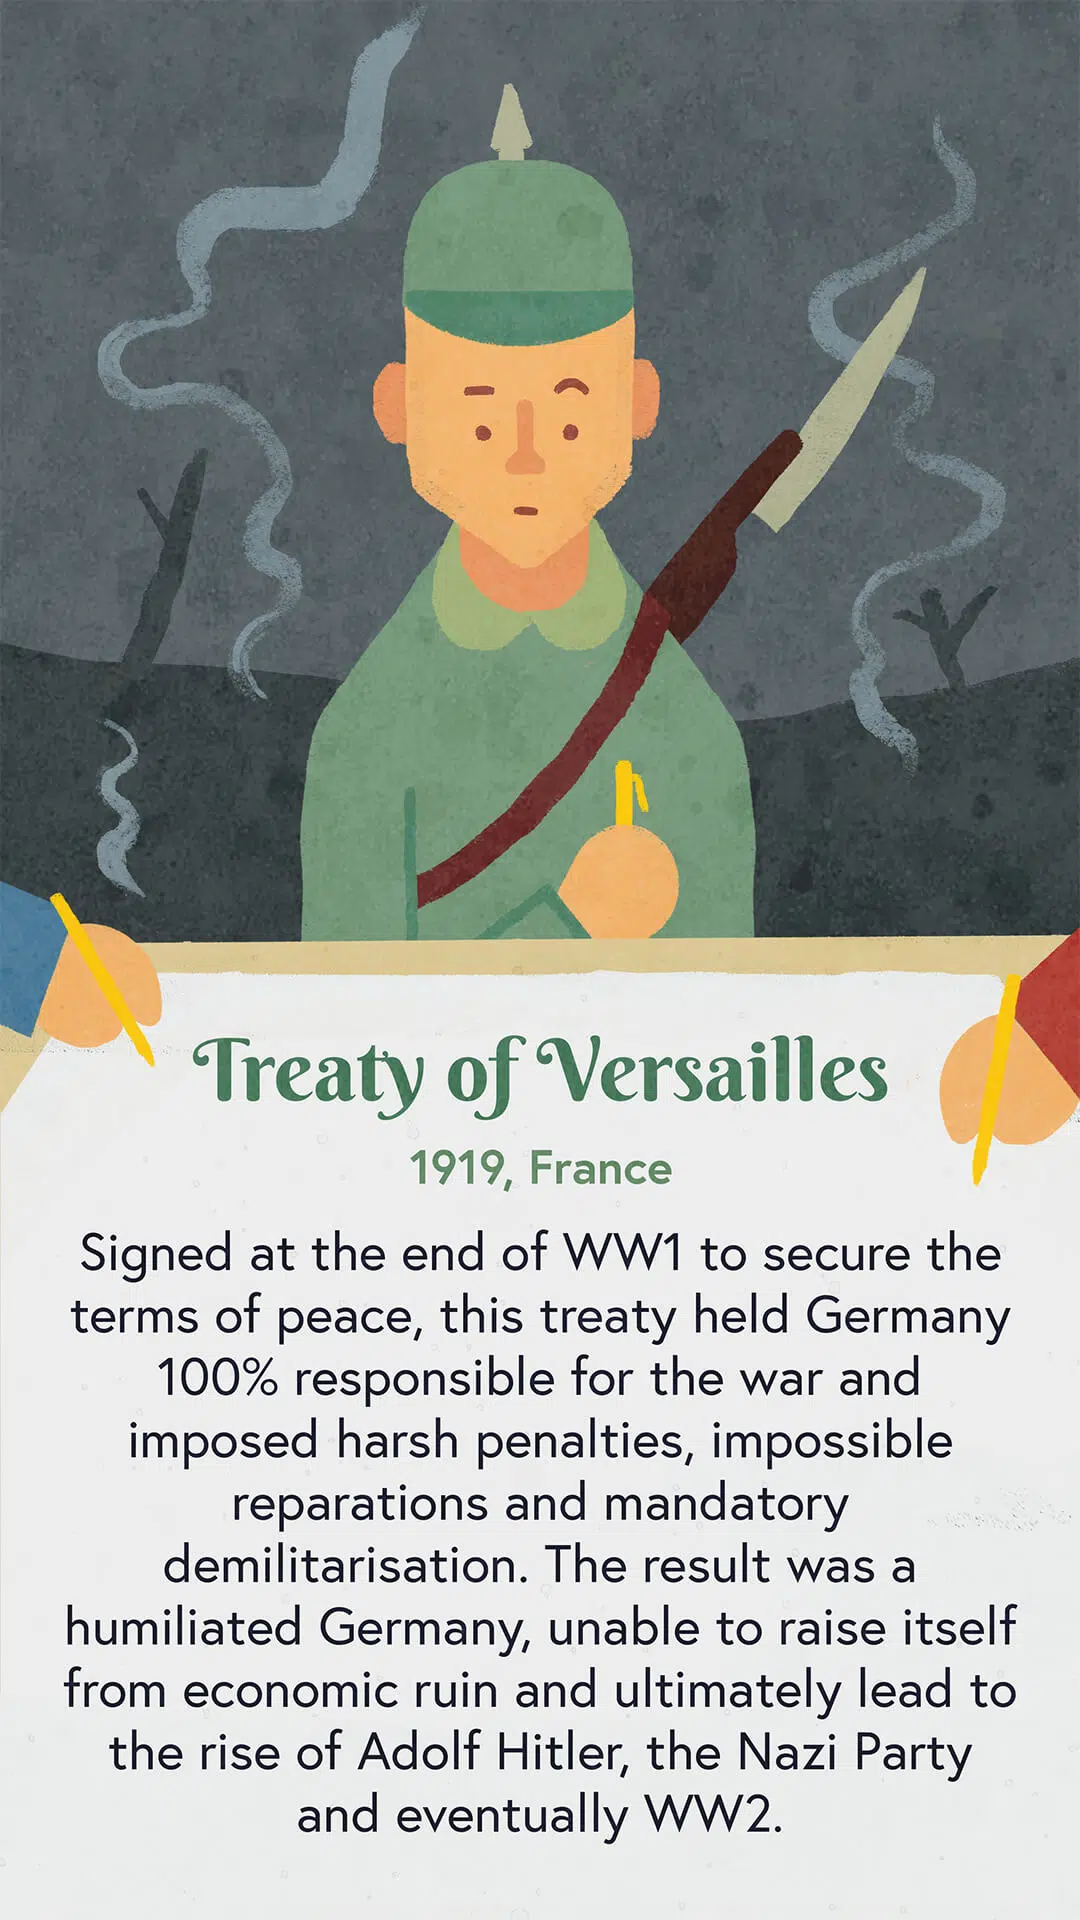 Treaty of Versailles
1919, France
Signed at the end of WW1 to secure the
terms of peace, this treaty held Germany
100% responsible for the war and
imposed harsh penalties, impossible
reparations and mandatory
demilitarisation. The result was a
humiliated Germany, unable to raise itself
from economic ruin and ultimately lead to
the rise of Adolf Hitler, the Nazi Party
and eventually WW2.